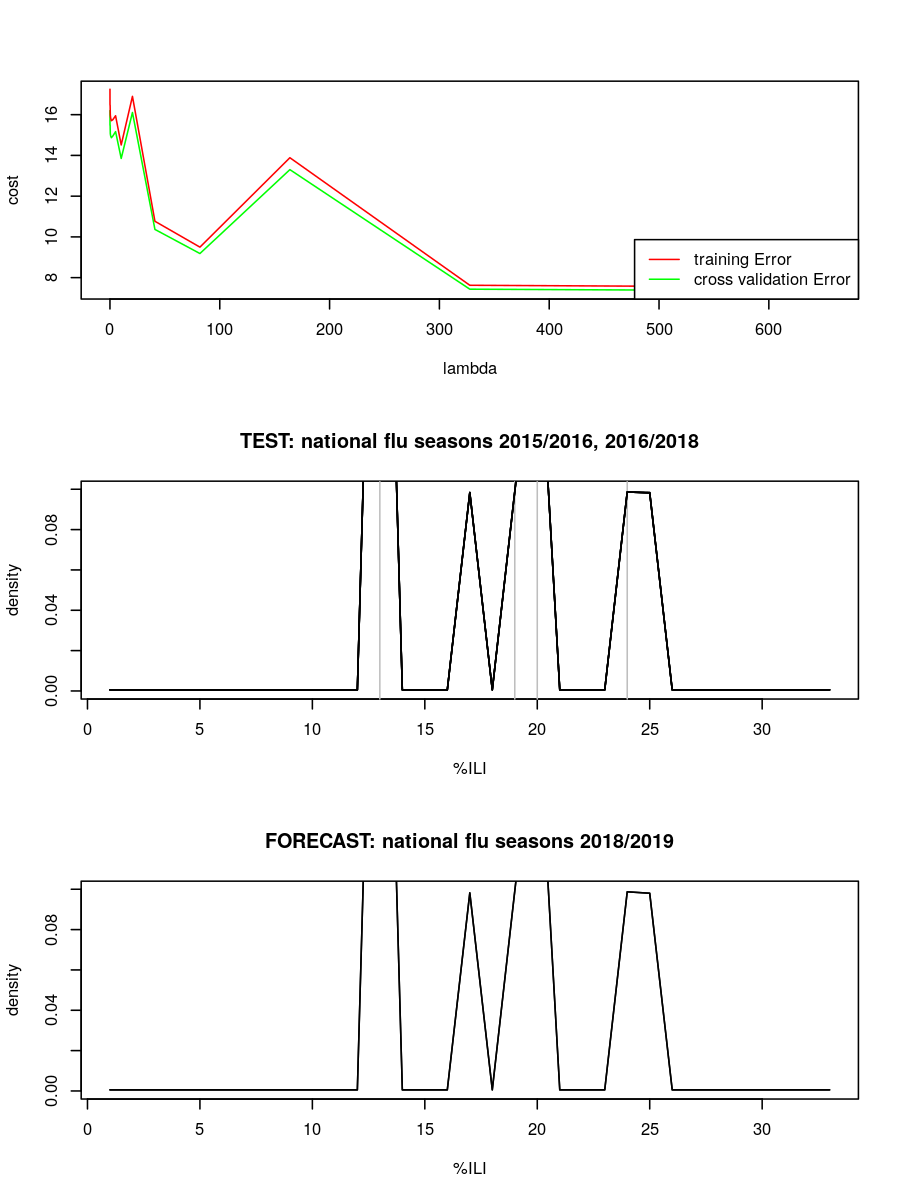 cost
16
14
12
10
8
training Error
cross validation Error
0 100 200 300 400 500 600
lambda
TEST: national flu seasons 2015/2016, 2016/2018
density
0.08
0.04
0.00
0 5 10 15 20 25 30
%ILI
FORECAST: national flu seasons 2018/2019
density
0.08
0.04
0.00
0 5 10 15 20 25 30
%ILI